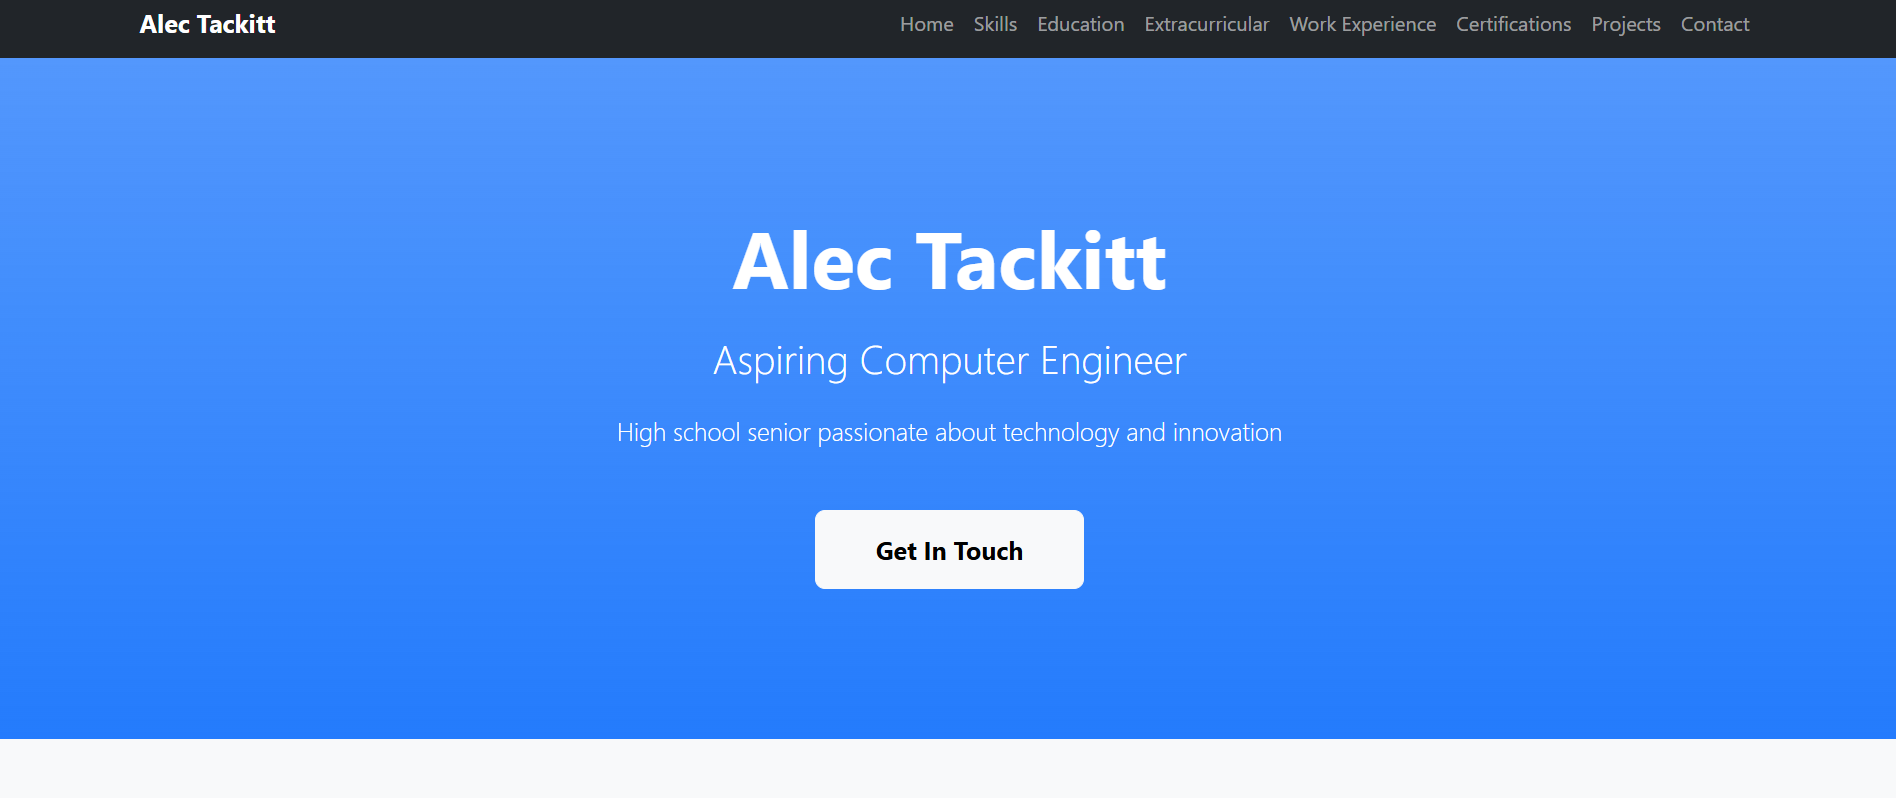 Alec Tackitt Home Skills Education Extracurricular Work Experience Certifications Projects Contact
Alec Tackitt
Aspiring Computer Engineer
High school senior passionate about technology and innovation
Get In Touch